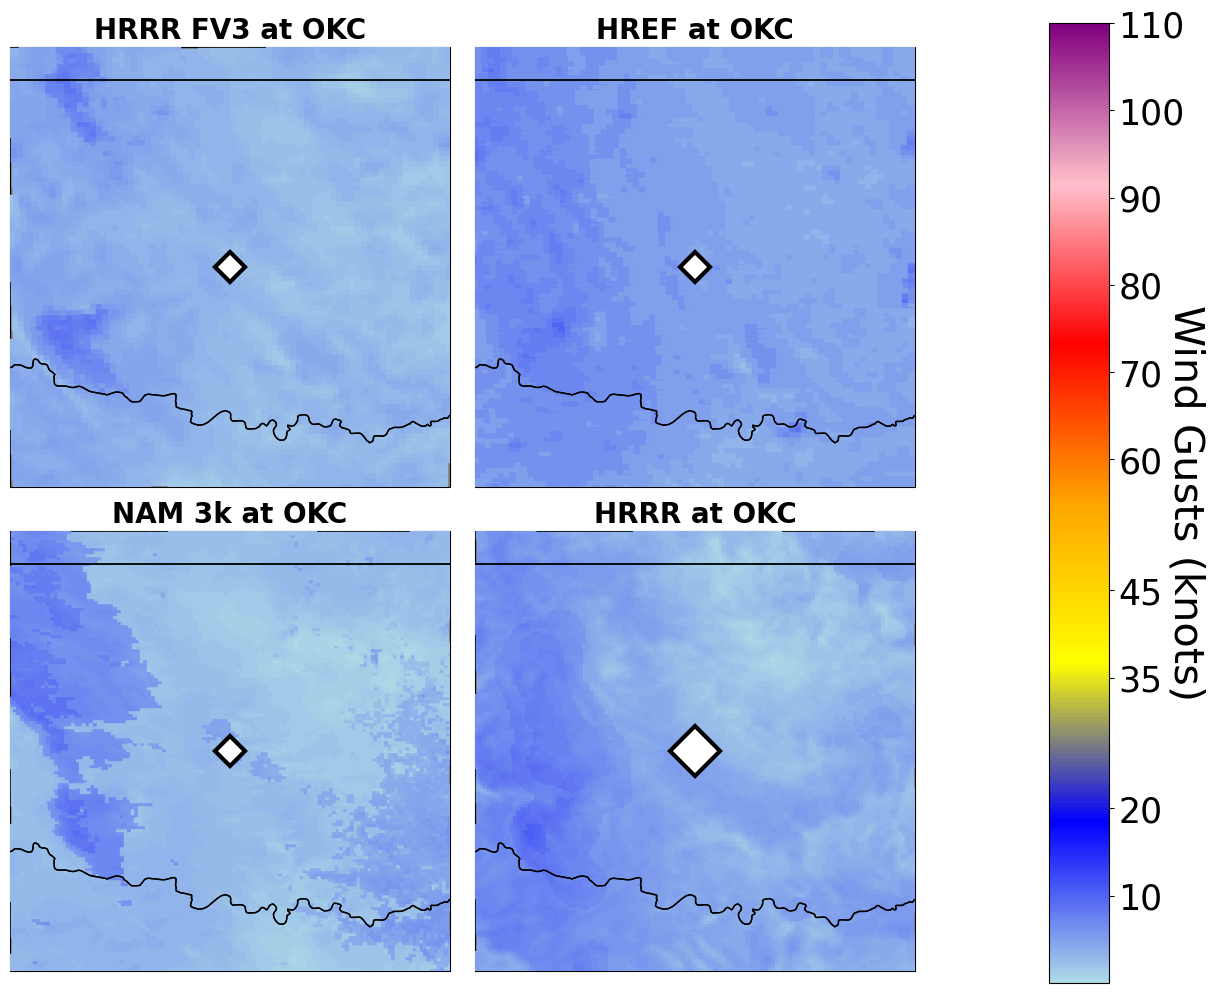 HRRR FV3 at OKC
HREF at OKC
NAM 3k at OKC
HRRR at OKC
110
100
90
80
70
60
45
35
20
10
Wind Gusts (knots)